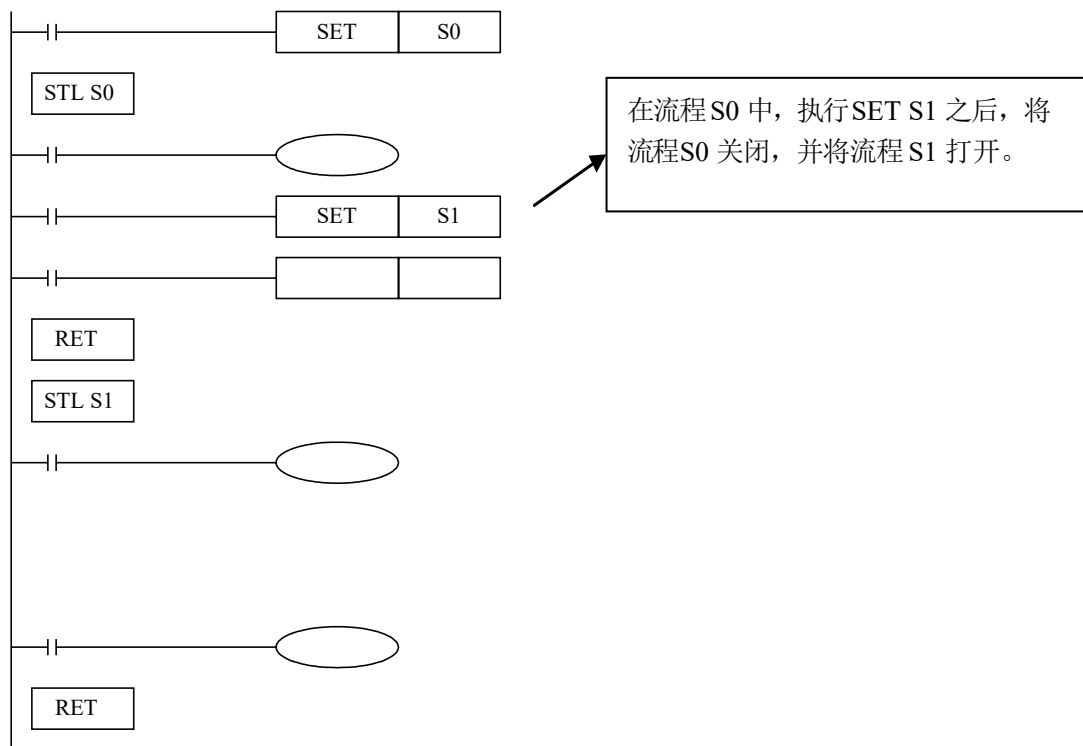 SET S0
STL S0
在流程S0 中，执行SET S1 之后，将
流程S0 关闭，并将流程 S1 打开。
SET S1
RET
STL S1
RET